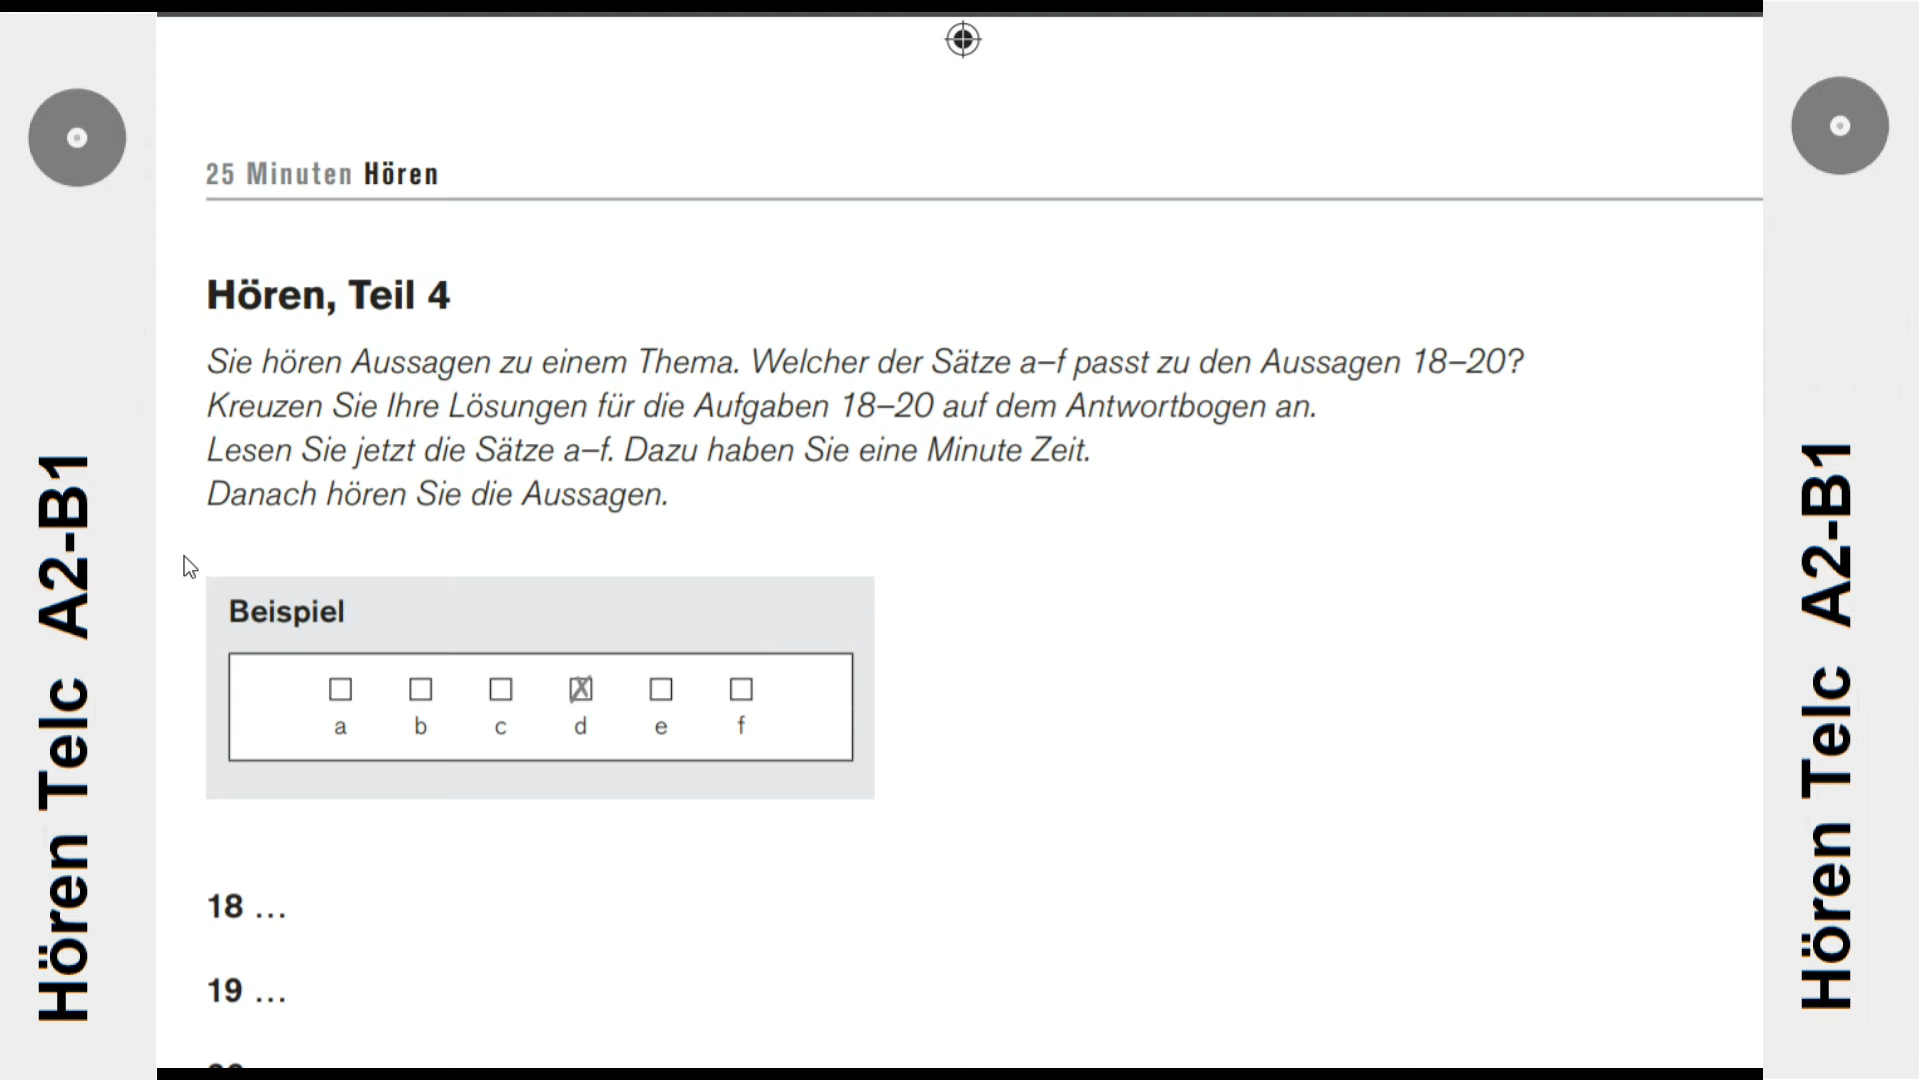 25 Minuten Hören
Hören, Teil 4
Sie hören Aussagen zu einem Thema. Welcher der Sätze a–f passt zu den Aussagen 18–20?
Kreuzen Sie Ihre Lösungen für die Aufgaben 18–20 auf dem Antwortbogen an.
Lesen Sie jetzt die Sätze a–f. Dazu haben Sie eine Minute Zeit.
Danach hören Sie die Aussagen.
Beispiel
a b c d e f
18 ...
19 ...
Hören Telc A2-B1
Hören Telc A2-B1